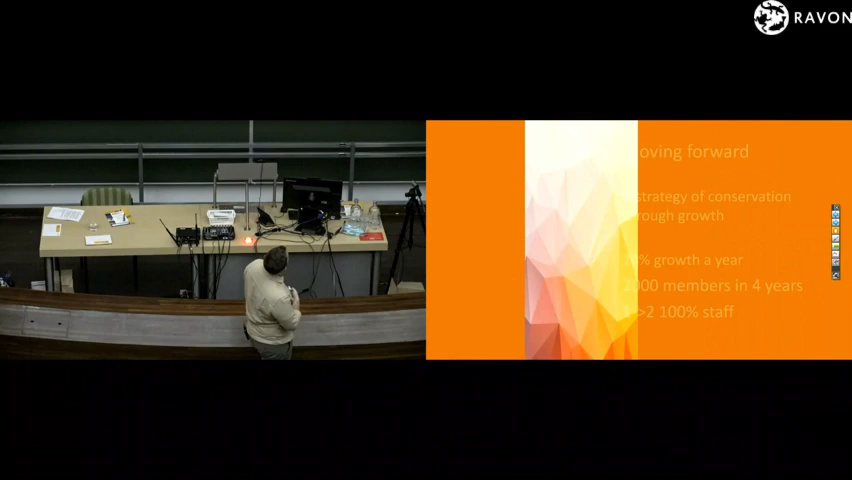 RAVON
oving forward
strategy of conservation
rough growth
% growth a year
000 members in 4 years
>2 100% staff